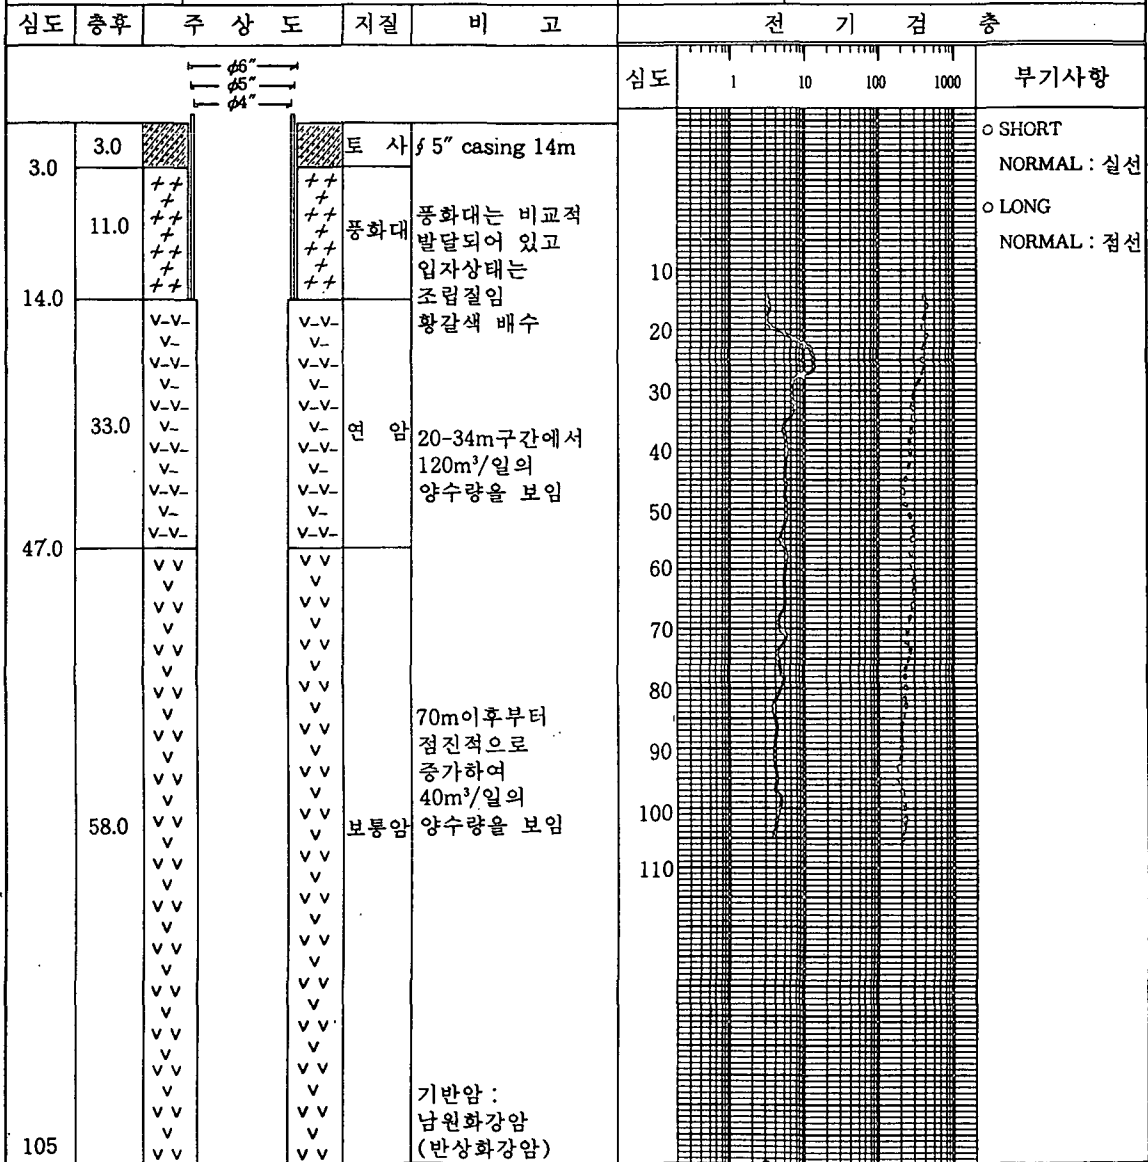 심도 층후 주 상 도 지질 비 고 전 기 검 층
φ6″
φ5″
φ4″
3.0 토 사 ∮ 5″ casing 14m
3.0
11.0 풍화대 풍화대는 비교적
발달되어 있고
입자상태는
조립질임
14.0
황갈색 배수
33.0 연 암 20-34m구간에서
120m³/일의
양수량을 보임
47.0
70m이후부터
점진적으로
증가하여
40m³/일의
58.0 보통암 양수량을 보임
기반암 :
남원화강암
105 (반상화강암)
심도 1 10 100 1000 부기사항
○ SHORT
NORMAL : 실선
○ LONG
NORMAL : 점선
10
20
30
40
50
60
70
80
90
100
110